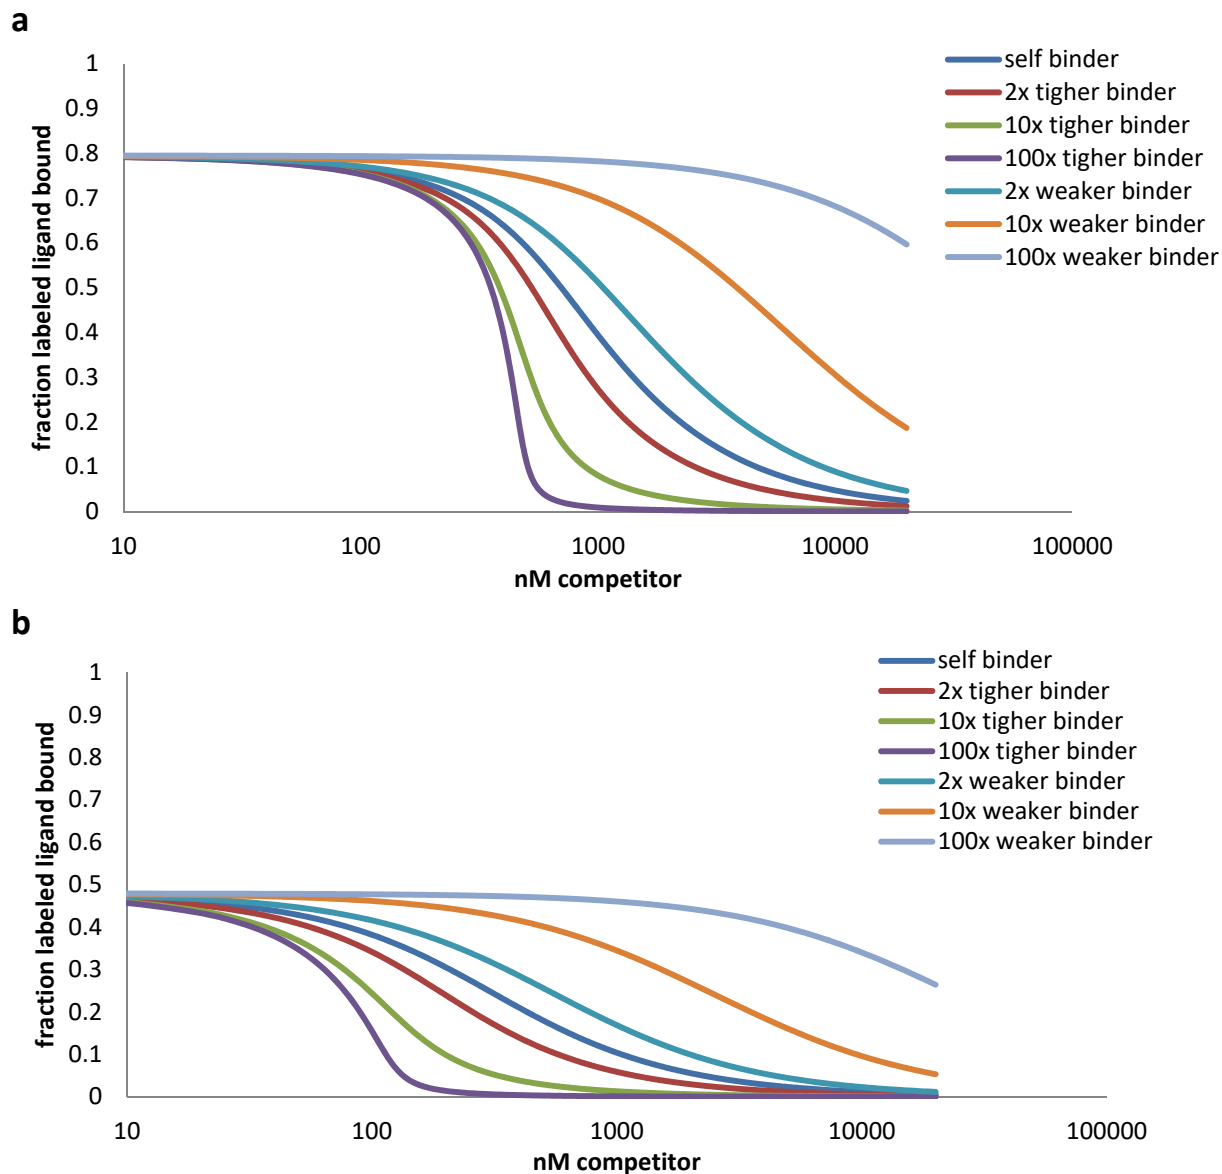 a
fraction labeled ligand bound
1
0.9
0.8
0.7
0.6
0.5
0.4
0.3
0.2
0.1
0
10 100 1000 10000 100000
nM competitor
self binder
2x tigher binder
10x tigher binder
100x tigher binder
2x weaker binder
10x weaker binder
100x weaker binder
b
fraction labeled ligand bound
1
0.9
0.8
0.7
0.6
0.5
0.4
0.3
0.2
0.1
0
10 100 1000 10000 100000
nM competitor
self binder
2x tigher binder
10x tigher binder
100x tigher binder
2x weaker binder
10x weaker binder
100x weaker binder